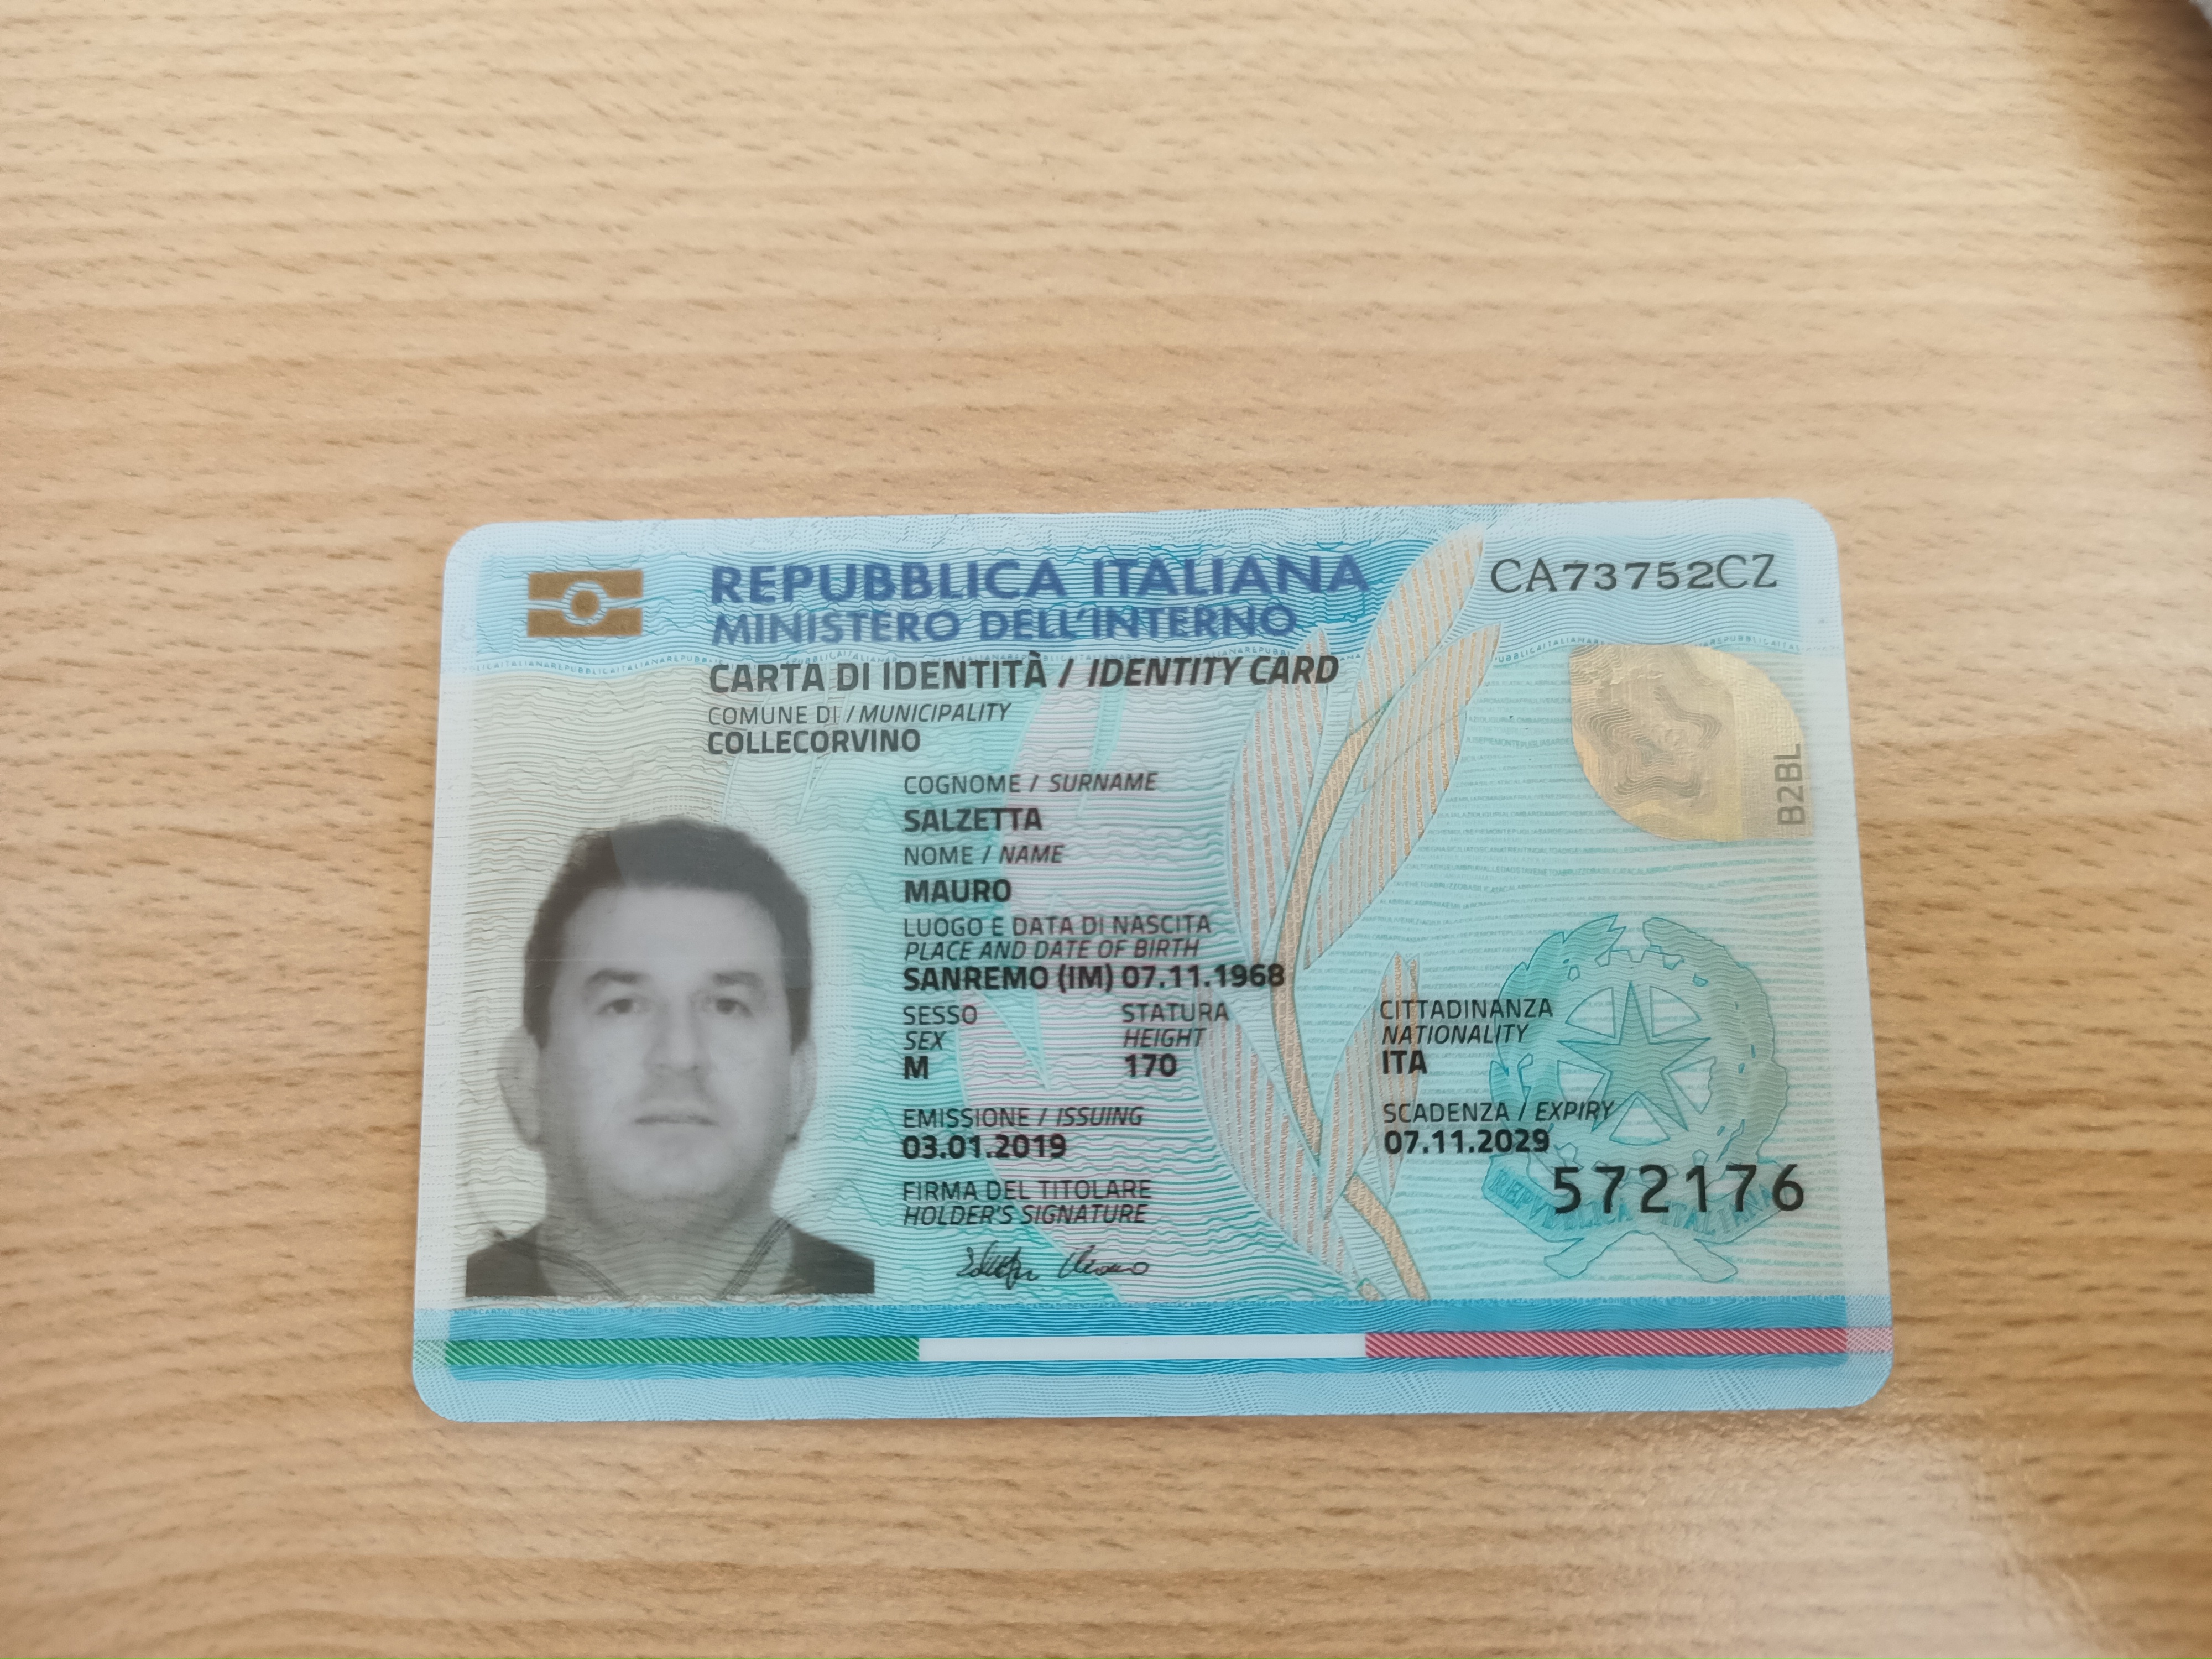 REPUBBLICA ITALIANA
CA73752CZ
MINISTERO DELL'INTERNO
CARTA DI IDENTITÀ / IDENTITY CARD
COMUNE DI / MUNICIPALITY
COLLECORVINO
B2BL
COGNOME / SURNAME
SALZETTA
NOME / NAME
MAURO
LUOGO E DATA DI NASCITA
PLACE AND DATE OF BIRTH
SANREMO (IM) 07.11.1968
SESSO STATURA CITTADINANZA
SEX HEIGHT NATIONALITY
M 170 ITA
EMISSIONE / ISSUING SCADENZA / EXPIRY
03.01.2019 07.11.2029
572176
FIRMA DEL TITOLARE
HOLDER'S SIGNATURE
REPUBBLICA ITALIANA